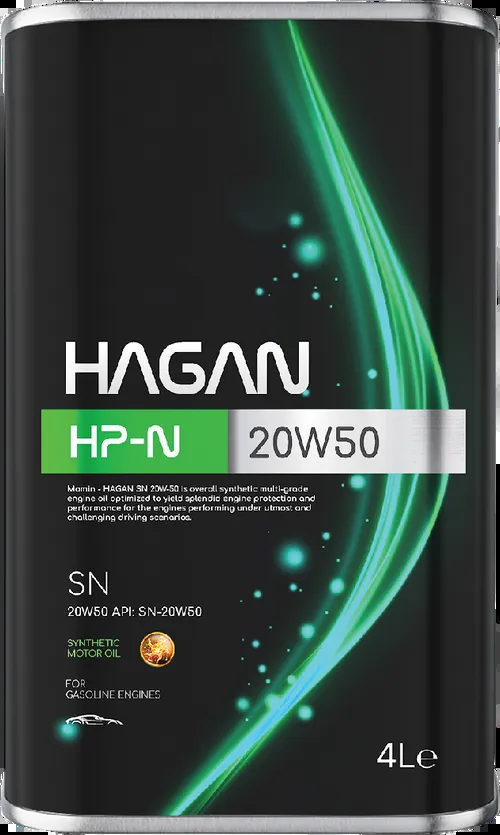 HAGAN
HP-N 20W50
Momin - HAGAN SN 20W-50 is overall synthetic multi-grade
engine oil optimized to yield splendid engine protection and
performance for the engines performing under utmost and
challenging driving scenarios.
SN
20W50 API: SN-20W50
SYNTHETIC
MOTOR OIL
FOR
GASOLINE ENGINES
4L℮